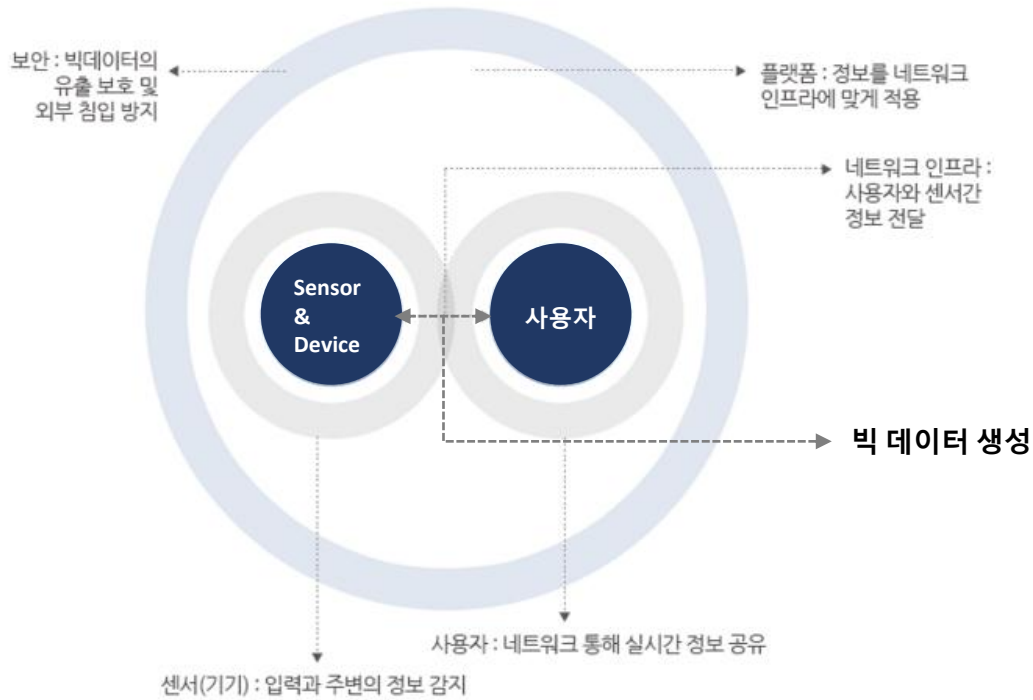 보안 : 빅데이터의
유출 보호 및
외부 침입 방지
플랫폼 : 정보를 네트워크
인프라에 맞게 적용
네트워크 인프라 :
사용자와 센서간
정보 전달
Sensor
&
Device
사용자
빅 데이터 생성
사용자 : 네트워크 통해 실시간 정보 공유
센서(기기) : 입력과 주변의 정보 감지